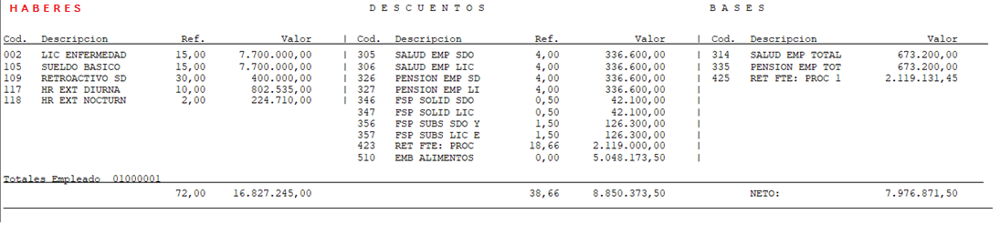 HABERES DESCUENTOS BASES
Cod. Descripcion Ref. Valor | Cod. Descripcion Ref. Valor | Cod. Descripcion Valor
002 LIC ENFERMEDAD 15,00 7.700.000,00 | 305 SALUD EMP SDO 4,00 336.600,00 | 314 SALUD EMP TOTAL 673.200,00
105 SUELDO BASICO 15,00 7.700.000,00 | 306 SALUD EMP LIC 4,00 336.600,00 | 335 PENSION EMP TOT 673.200,00
109 RETROACTIVO SD 30,00 400.000,00 | 326 PENSION EMP SD 4,00 336.600,00 | 425 RET FTE: PROC 1 2.119.131,45
117 HR EXT DIURNA 10,00 802.535,00 | 327 PENSION EMP LI 4,00 336.600,00 |
118 HR EXT NOCTURN 2,00 224.710,00 | 346 FSP SOLID SDO 0,50 42.100,00 |
347 FSP SOLID LIC 0,50 42.100,00 |
356 FSP SUBS SDO Y 1,50 126.300,00 |
357 FSP SUBS LIC E 1,50 126.300,00 |
423 RET FTE: PROC 18,66 2.119.000,00 |
510 EMB ALIMENTOS 0,00 5.048.173,50 |
Totales Empleado 01000001
72,00 16.827.245,00 38,66 8.850.373,50 NETO: 7.976.871,50